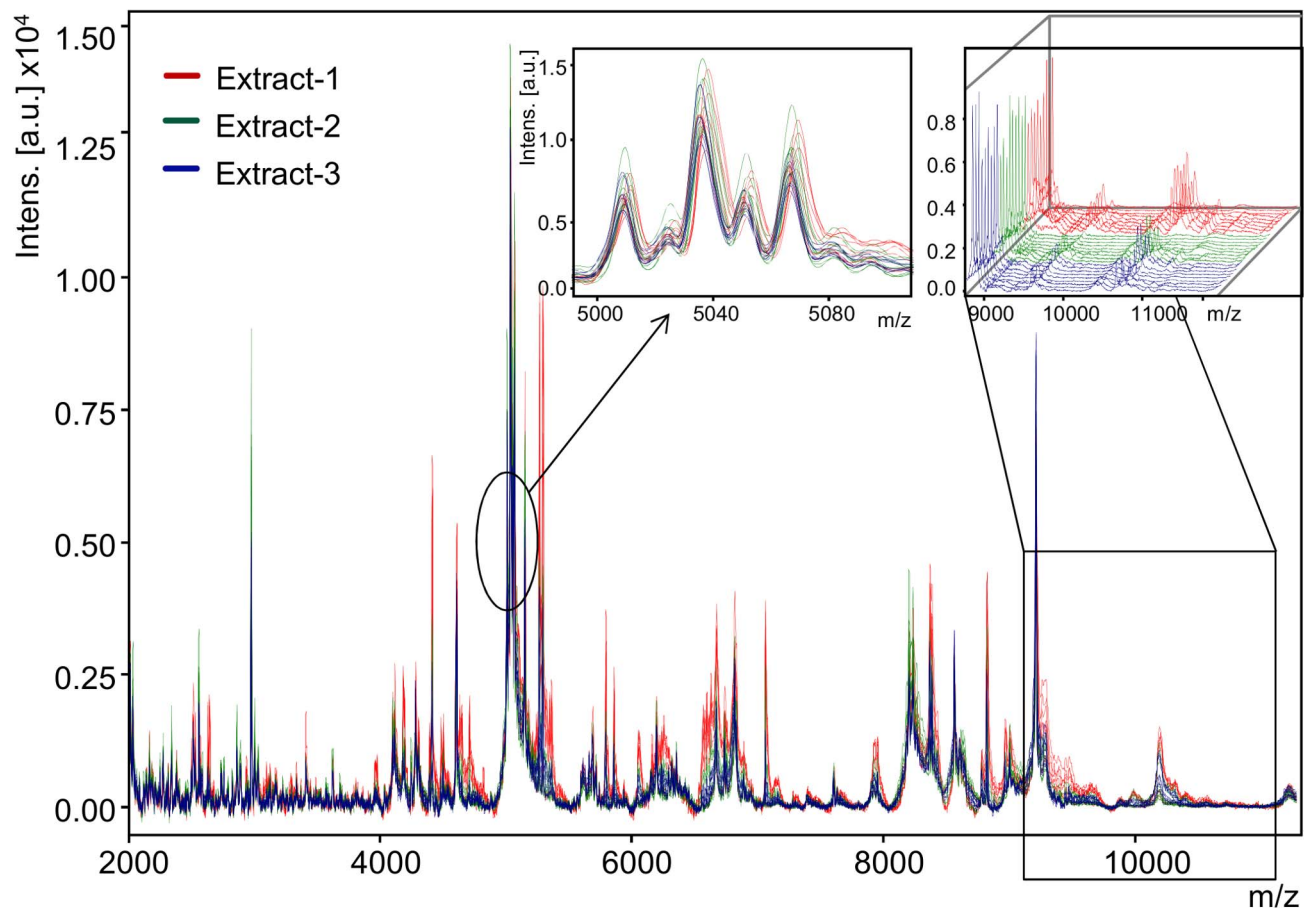 Intens. [a.u.] x10⁴
1.50
1.25
1.00
0.75
0.50
0.25
0.00
2000 4000 6000 8000 10000
m/z
Extract-1
Extract-2
Extract-3
Intens. [a.u.]
1.5
1.0
0.5
0.0
5000 5040 5080 m/z
0.8
0.6
0.4
0.2
0.0
9000 10000 11000 m/z